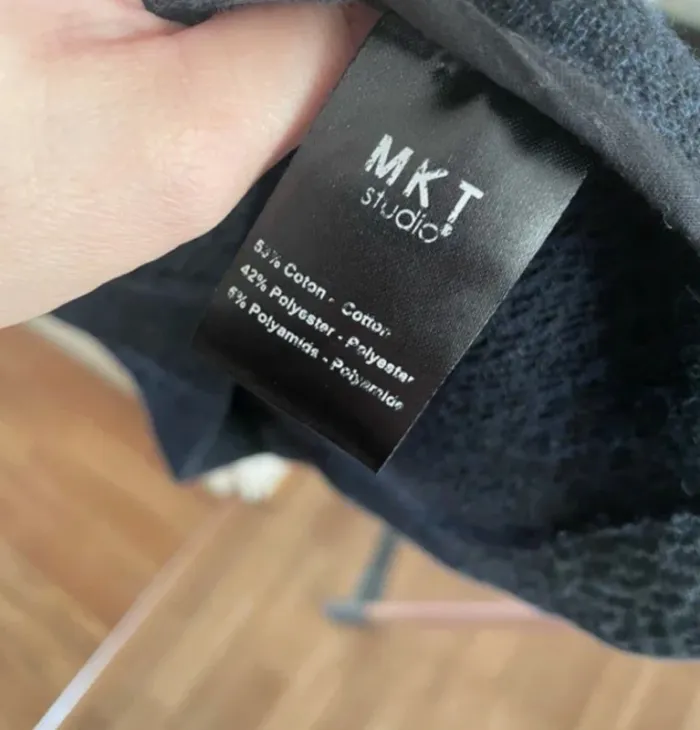 MKT
studio®
53% Coton - Cotton
42% Polyester - Polyester
5% Polyamide - Polyamide